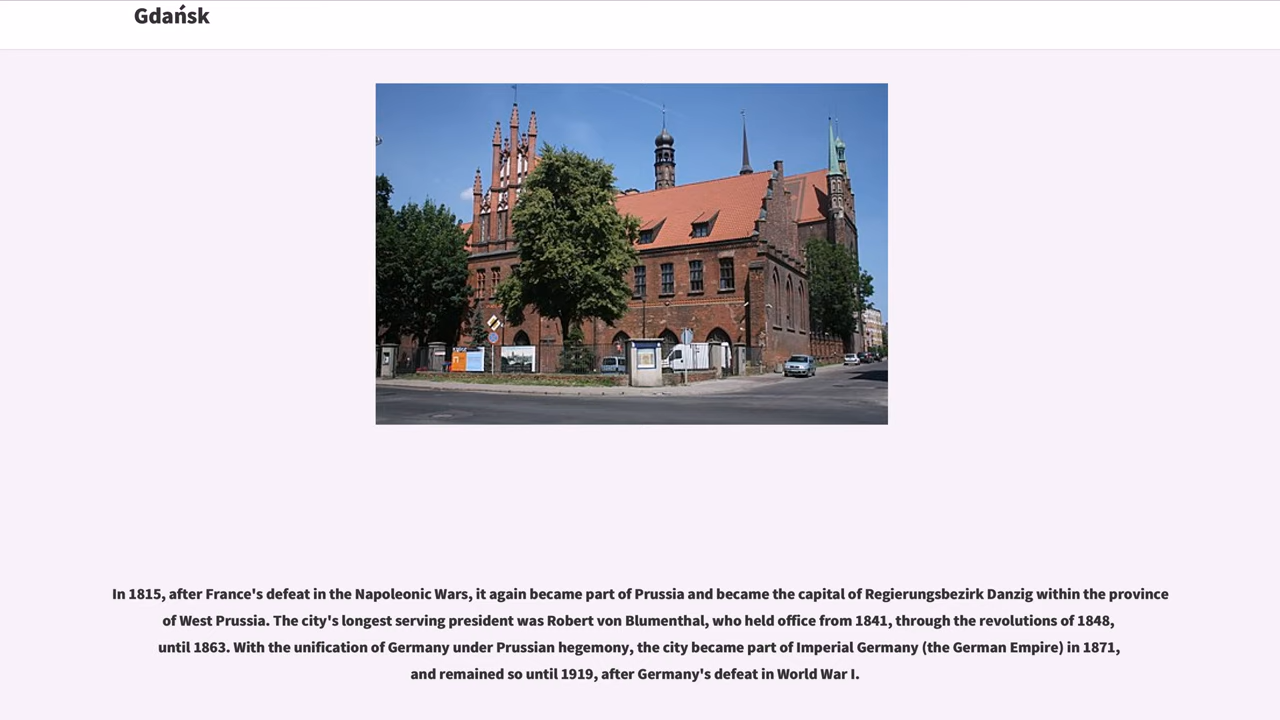 Gdańsk
In 1815, after France's defeat in the Napoleonic Wars, it again became part of Prussia and became the capital of Regierungsbezirk Danzig within the province
of West Prussia. The city's longest serving president was Robert von Blumenthal, who held office from 1841, through the revolutions of 1848,
until 1863. With the unification of Germany under Prussian hegemony, the city became part of Imperial Germany (the German Empire) in 1871,
and remained so until 1919, after Germany's defeat in World War I.